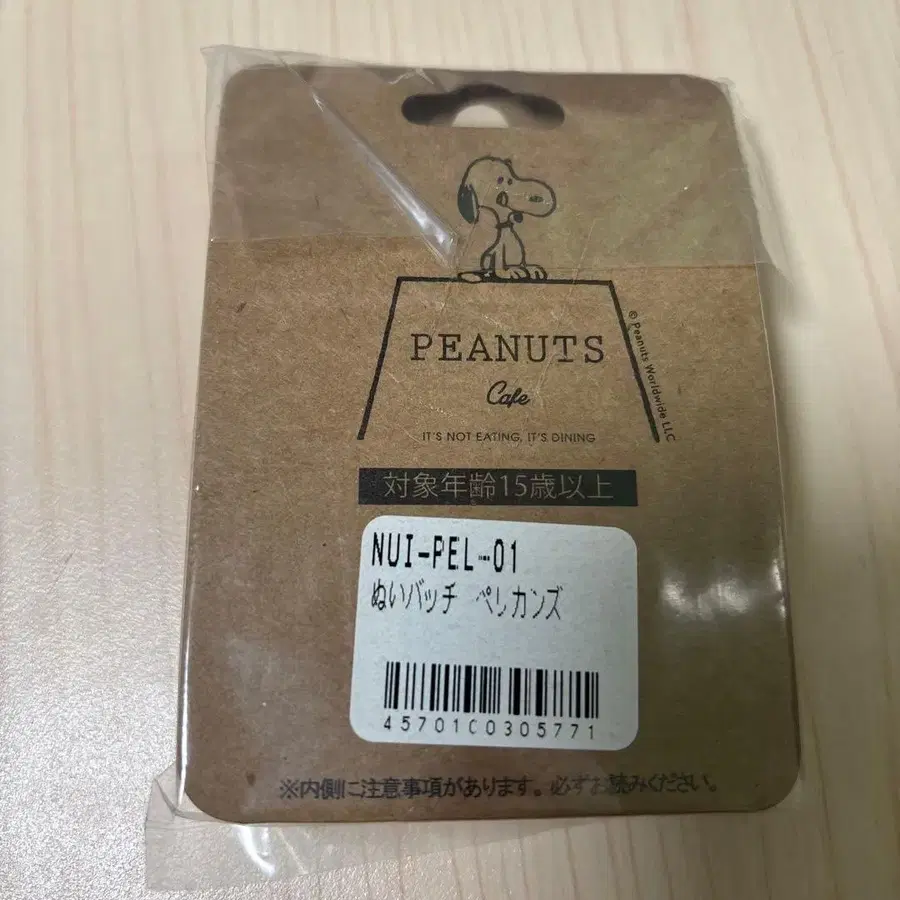 PEANUTS
Cafe
IT'S NOT EATING, IT'S DINING
© Peanuts Worldwide LLC
対象年齢15歳以上
NUI-PEL-01
ぬいバッチ ペリカンズ
4570100305771
※内側に注意事項があります。必ずお読みください。